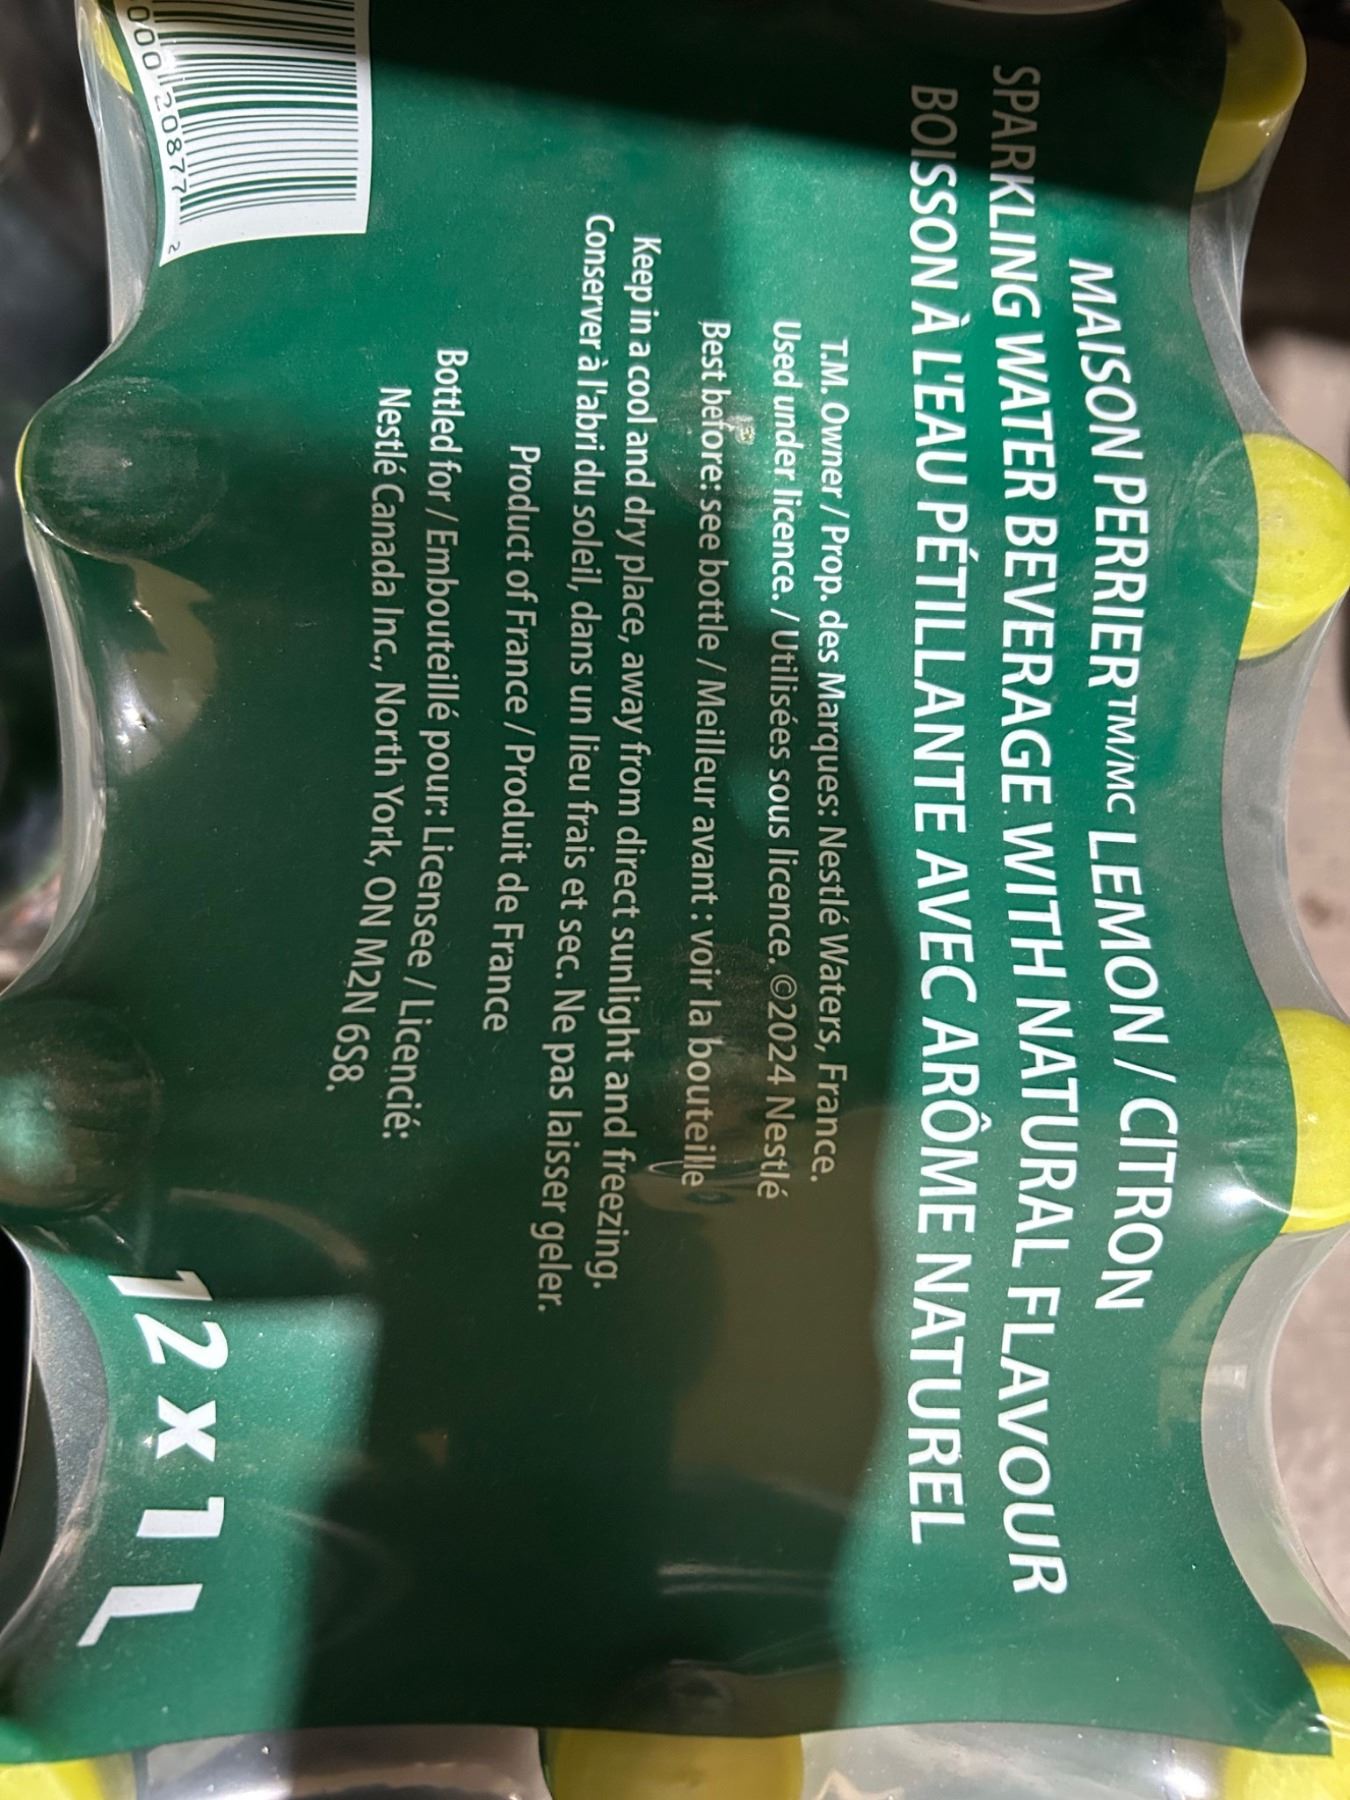 MAISON PERRIER™/MC LEMON / CITRON
SPARKLING WATER BEVERAGE WITH NATURAL FLAVOUR
BOISSON À L'EAU PÉTILLANTE AVEC ARÔME NATUREL
T.M. Owner / Prop. des Marques: Nestlé Waters, France.
Used under licence. / Utilisées sous licence. ©2024 Nestlé
Best before: see bottle / Meilleur avant : voir la bouteille
Keep in a cool and dry place, away from direct sunlight and freezing.
Conserver à l'abri du soleil, dans un lieu frais et sec. Ne pas laisser geler.
Product of France / Produit de France
Bottled for / Embouteillé pour: Licensee / Licencié:
Nestlé Canada Inc., North York, ON M2N 6S8.
20877 2
12 x 1 L